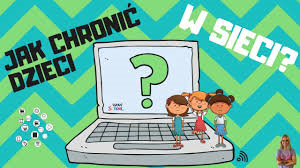 JAK CHRONIĆ
DZIECI
W SIECI?
?